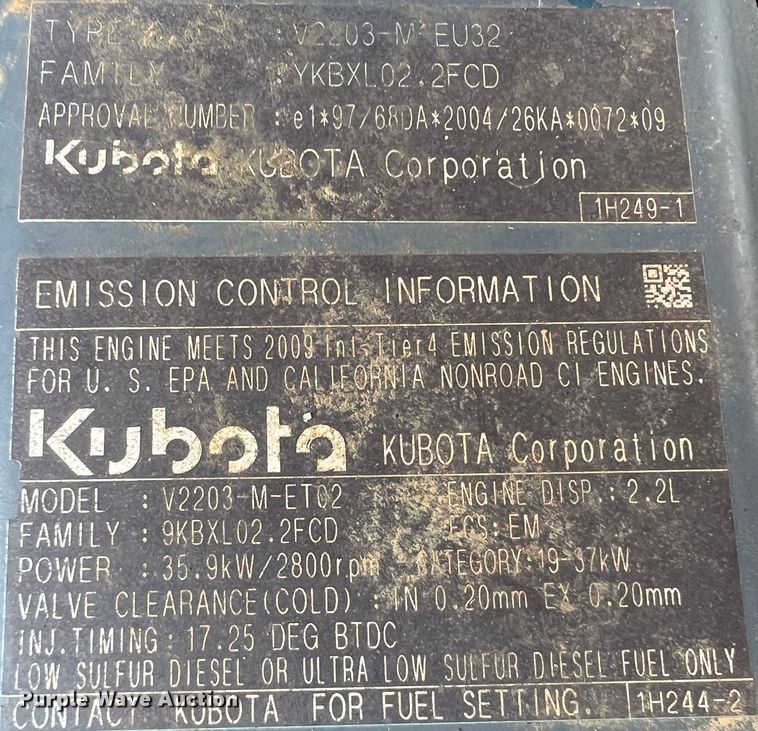 TYPE : V2203-M-EU32
FAMILY : YKBXL02.2FCD
APPROVAL NUMBER : e1*97/68DA*2004/26KA*0072*09
Kubota KUBOTA Corporation
1H249-1
EMISSION CONTROL INFORMATION
THIS ENGINE MEETS 2009 Int.Tier4 EMISSION REGULATIONS
FOR U. S. EPA AND CALIFORNIA NONROAD CI ENGINES.
Kubota KUBOTA Corporation
MODEL : V2203-M-ET02 ENGINE DISP.: 2.2L
FAMILY : 9KBXL02.2FCD ECS: EM
POWER : 35.9kW/2800rpm :19-37kW
VALVE CLEARANCE(COLD) : IN 0.20mm EX 0.20mm
INJ.TIMING: 17.25 DEG BTDC
LOW SULFUR DIESEL OR ULTRA LOW SULFUR DIESEL FUEL ONLY
CONTACT KUBOTA FOR FUEL SETTING. 1H244-2
Purple Wave Auction